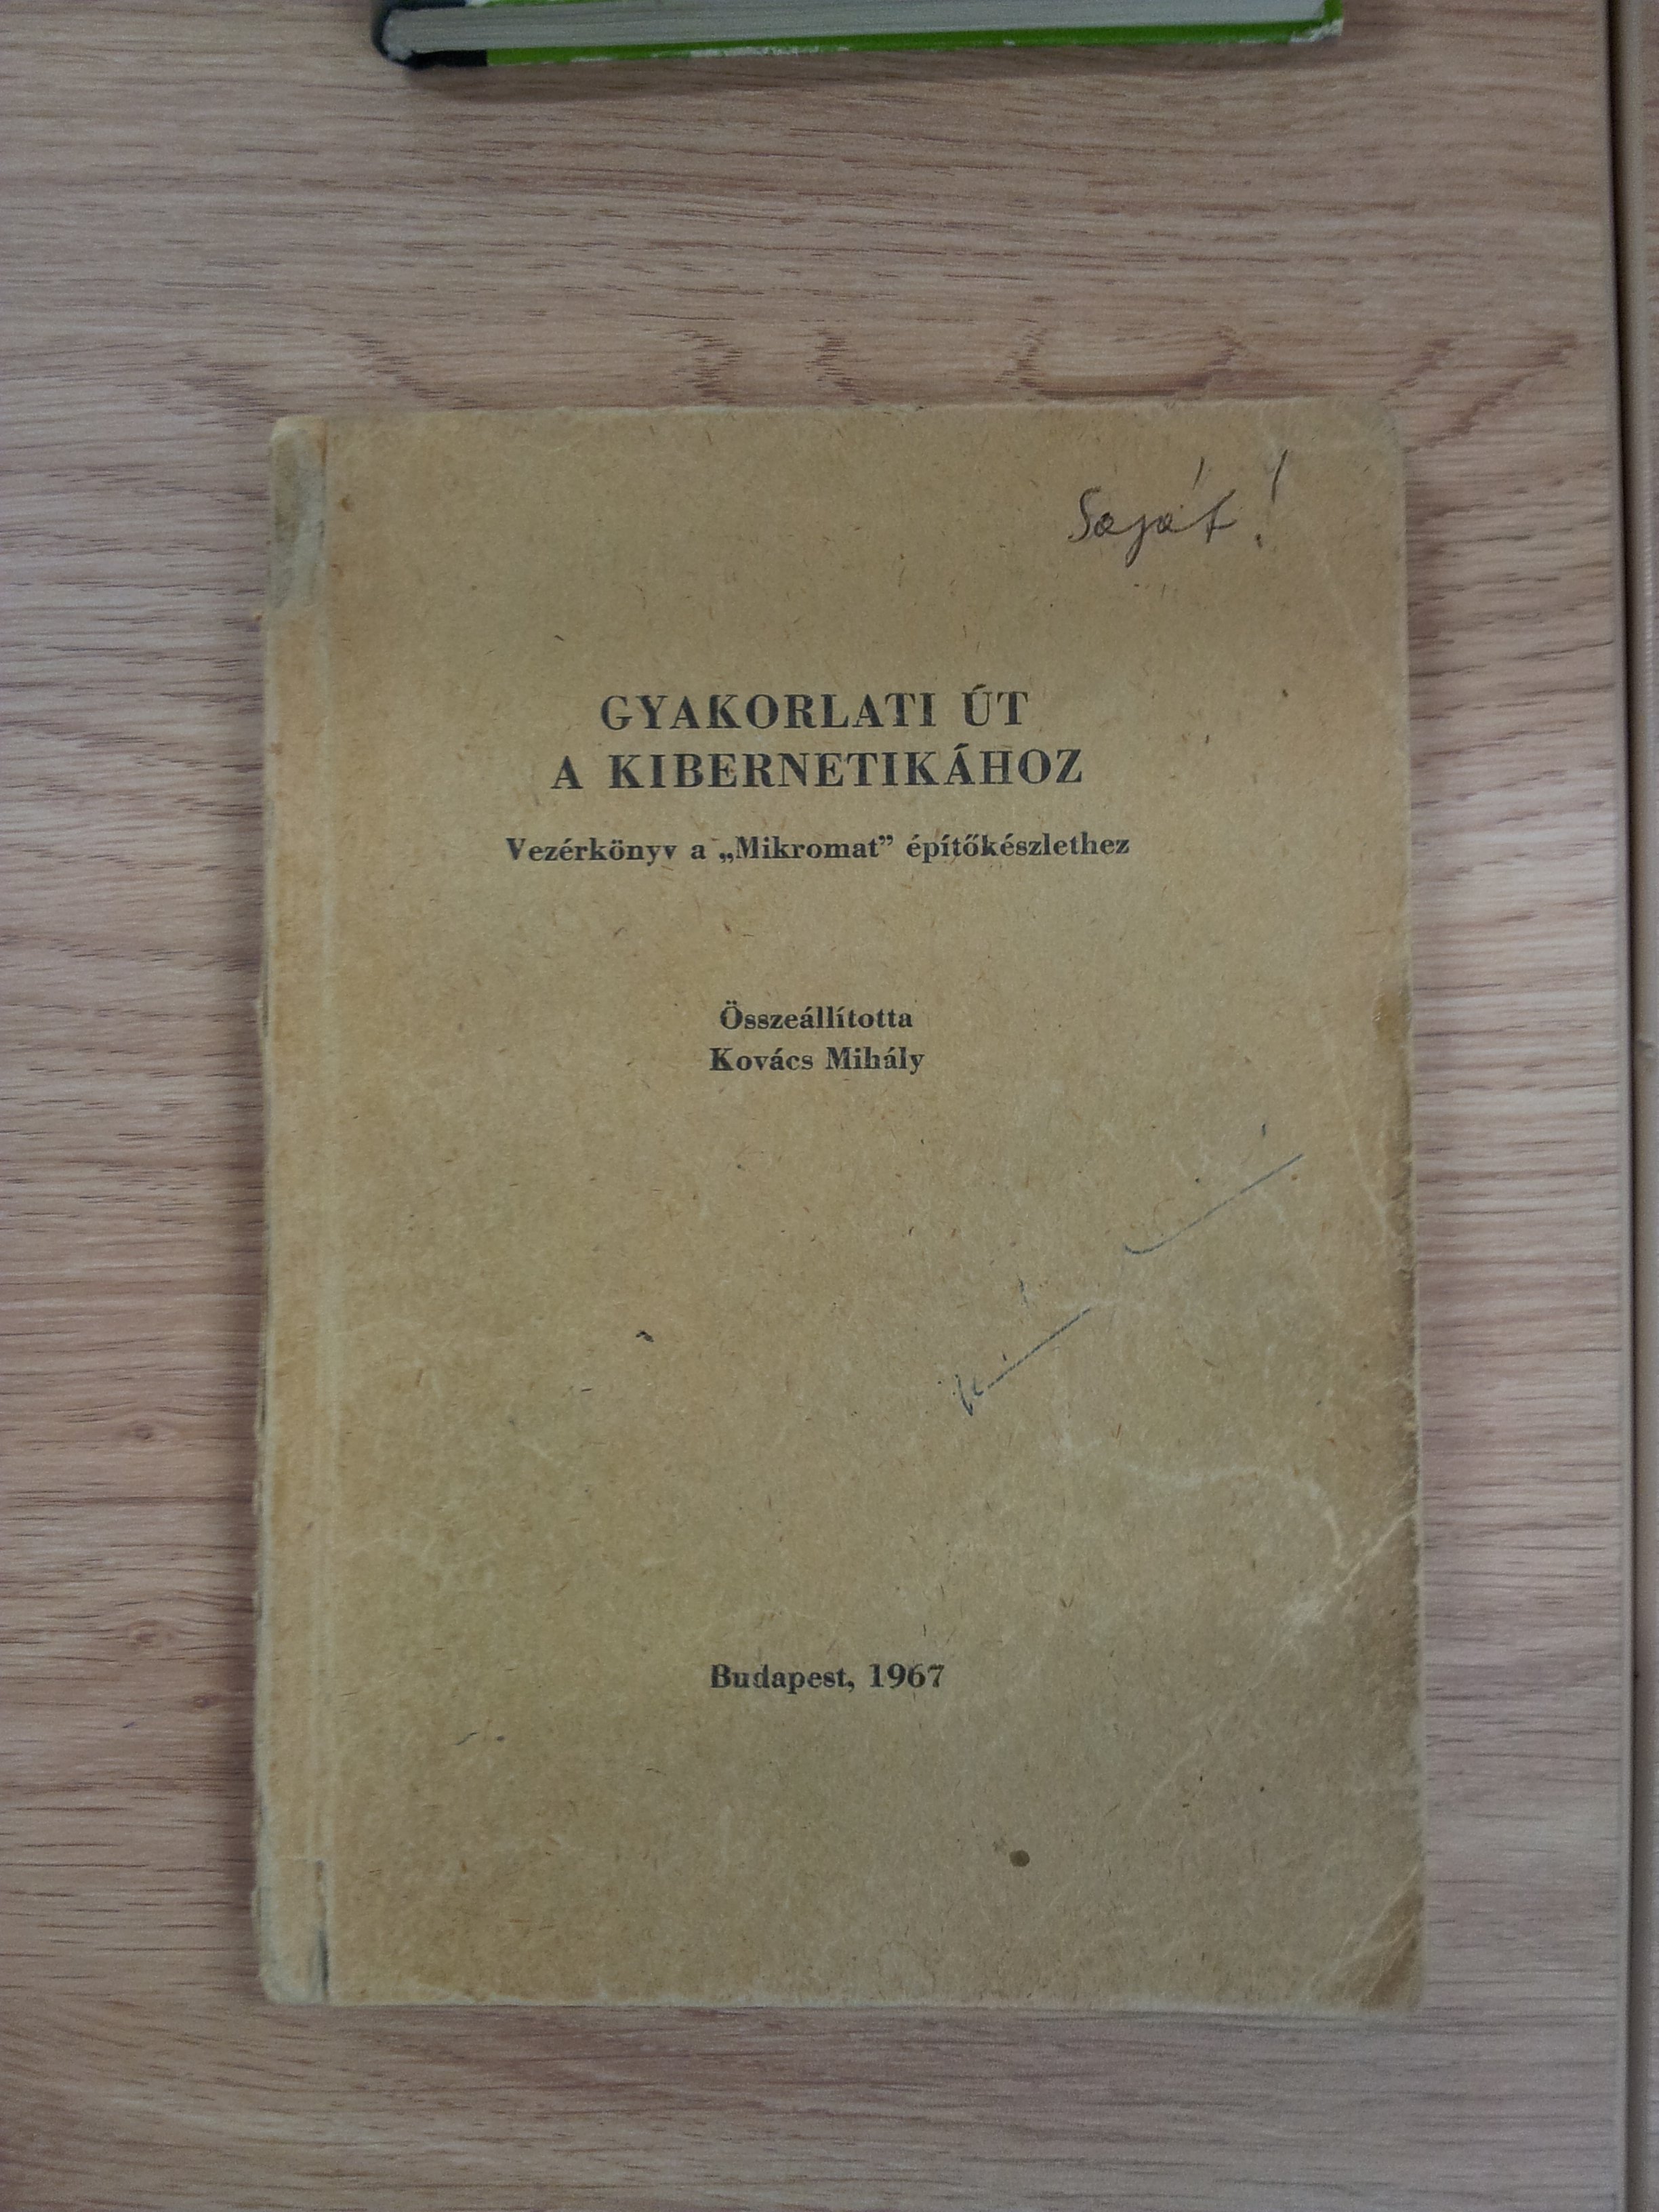 Saját!
GYAKORLATI ÚT
A KIBERNETIKÁHOZ
Vezérkönyv a „Mikromat” építőkészlethez
Összeállította
Kovács Mihály
Budapest, 1967